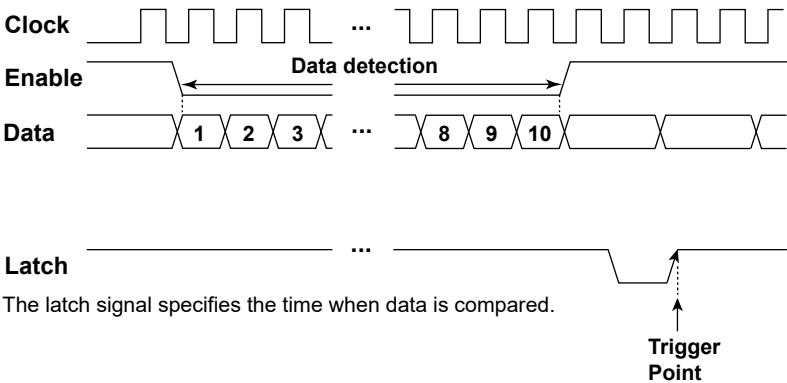 Clock
...
Enable
Data detection
Data
1 2 3 ... 8 9 10
Latch
...
The latch signal specifies the time when data is compared.
Trigger
Point